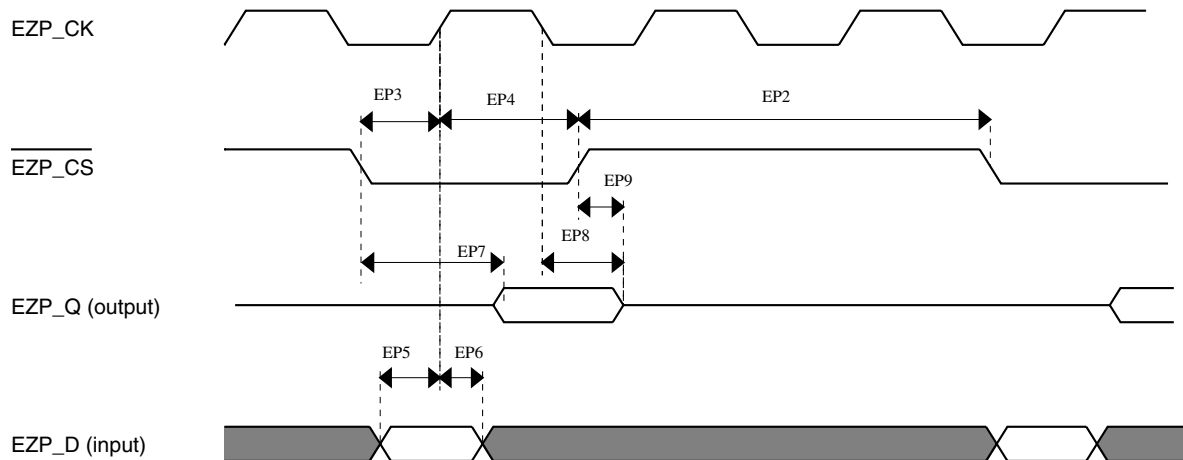 EZP_CK
EP3
EP4
EP2
EZP_CS
EP9
EP8
EP7
EZP_Q (output)
EP5
EP6
EZP_D (input)